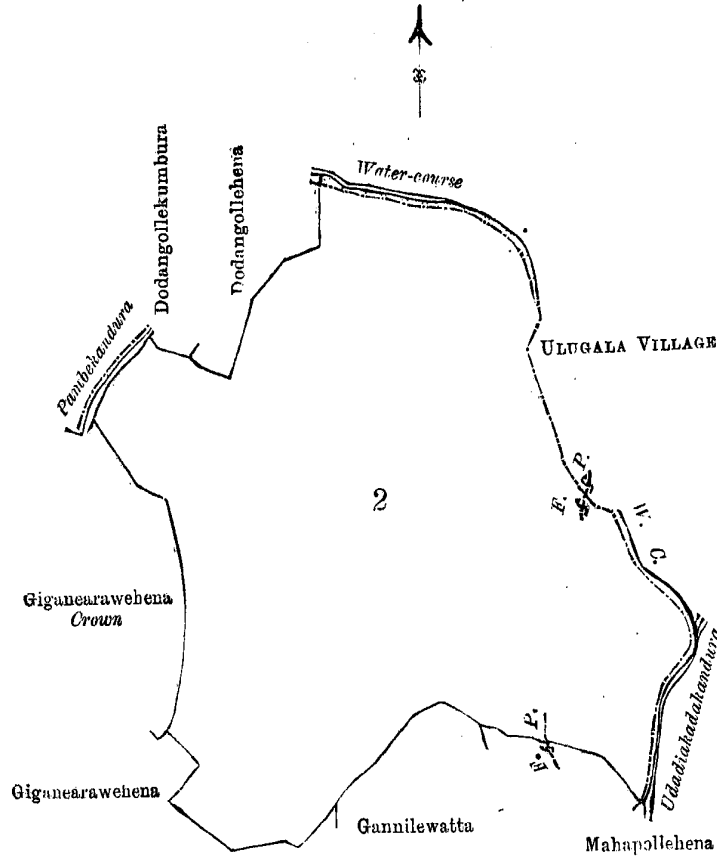 Water-course
Dodangollekumbura
Dodangollehena
Pambekandura
ULUGALA VILLAGE
F. P.
2
W. C.
Giganearawehena
Crown
Udadiakadakandura
F. P.
Giganearawehena
Gannilewatta
Mahapollehena